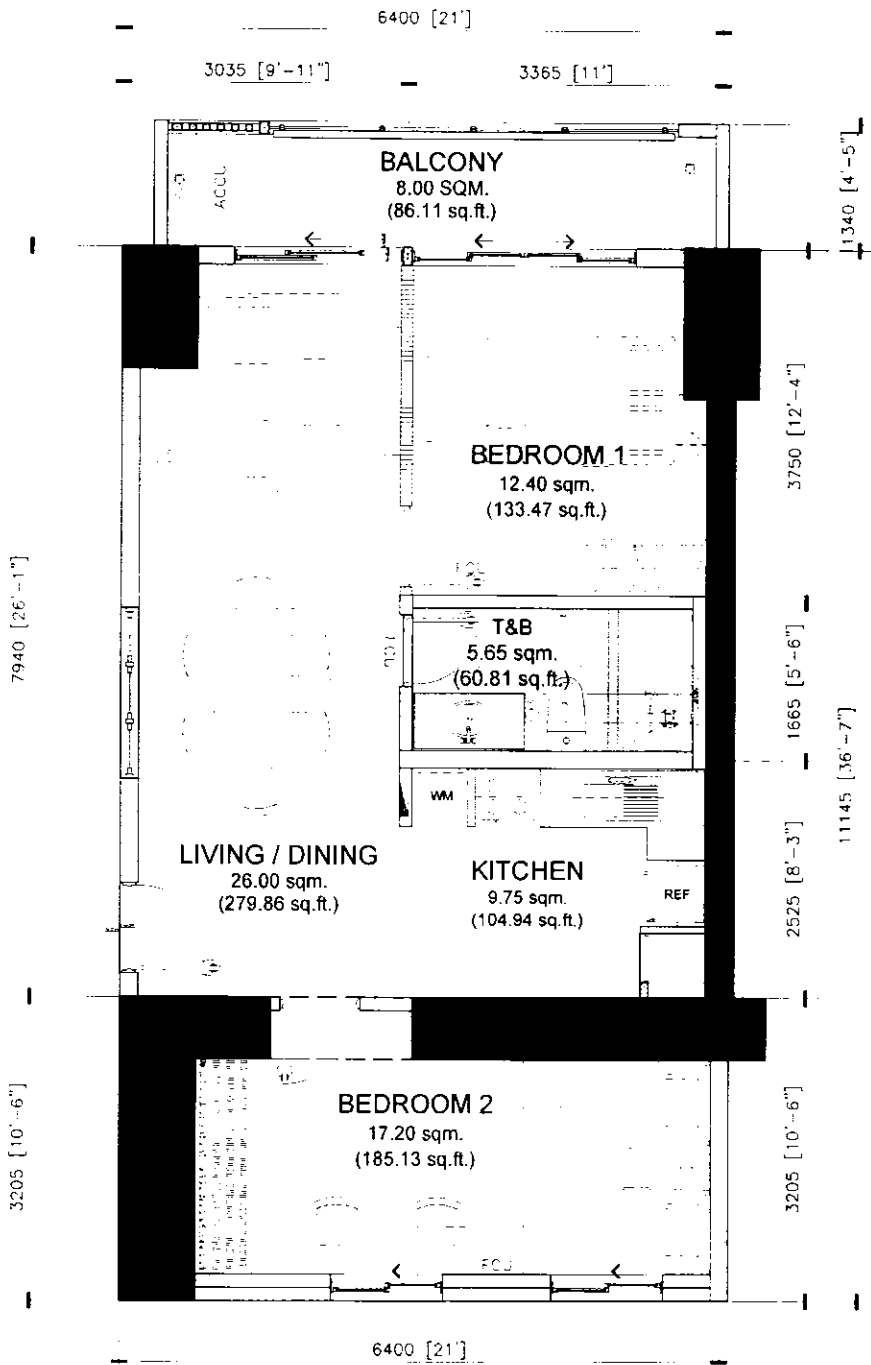 6400 [21']
3035 [9'-11"]
3365 [11']
BALCONY
8.00 SQM.
(86.11 sq.ft.)
ACCU
1340 [4'-5"]
3750 [12'-4"]
BEDROOM 1
12.40 sqm.
(133.47 sq.ft.)
7940 [26'-1"]
T&B
5.65 sqm.
(60.81 sq.ft.)
1665 [5'-6"]
11145 [36'-7"]
WM
LIVING / DINING
26.00 sqm.
(279.86 sq.ft.)
KITCHEN
9.75 sqm.
(104.94 sq.ft.)
REF
2525 [8'-3"]
BEDROOM 2
17.20 sqm.
(185.13 sq.ft.)
3205 [10'-6"]
3205 [10'-6"]
FCU
6400 [21']